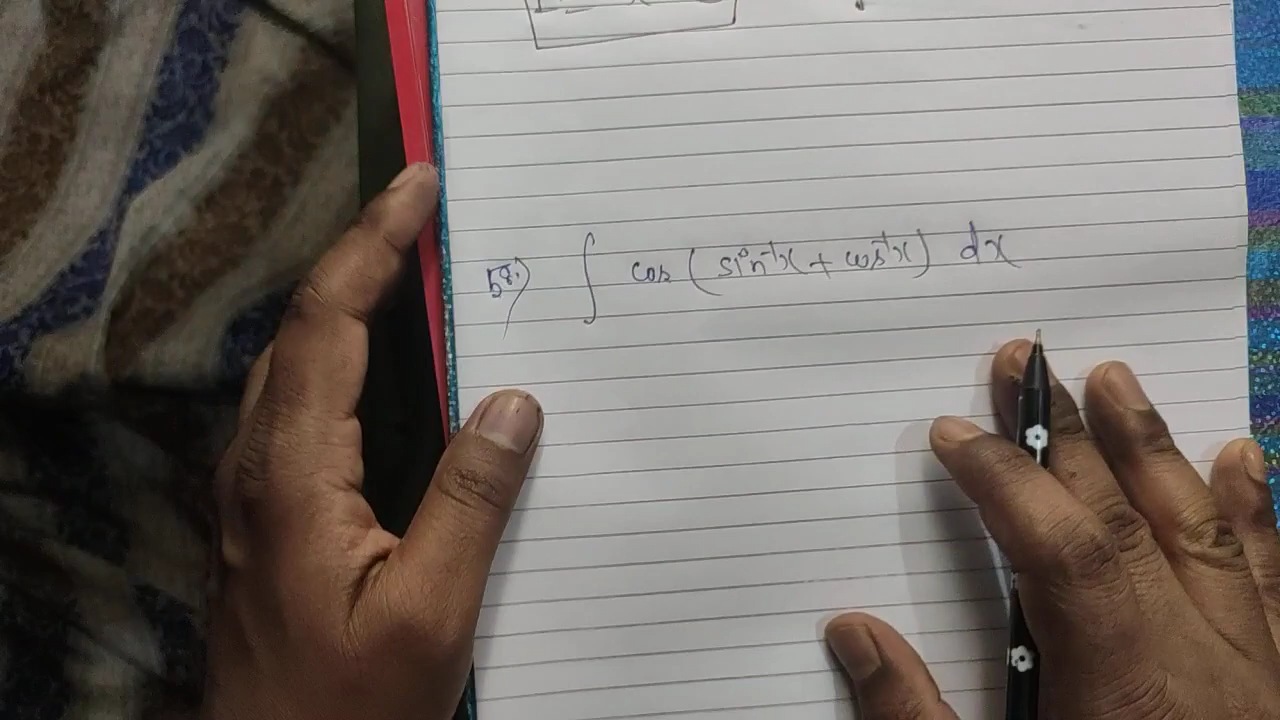 58.) ∫ cos (sin⁻¹x + cos⁻¹x) dx